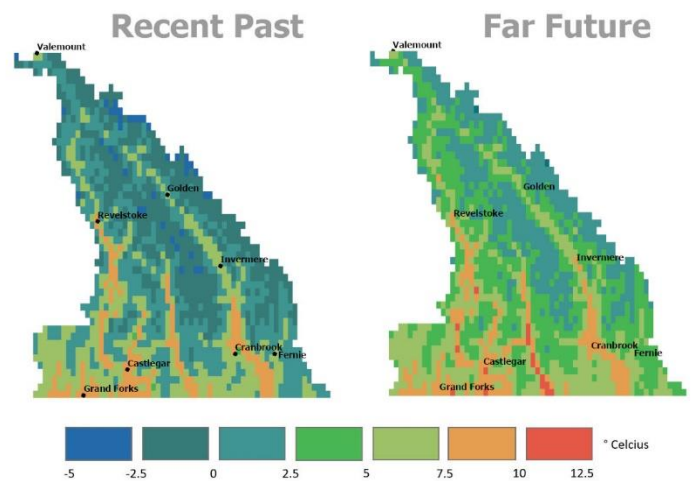 Recent Past
Far Future
Valemount
Golden
Revelstoke
Invermere
Cranbrook
Fernie
Castlegar
Grand Forks
Valemount
Golden
Revelstoke
Invermere
Cranbrook
Fernie
Castlegar
Grand Forks
° Celcius
-5 -2.5 0 2.5 5 7.5 10 12.5